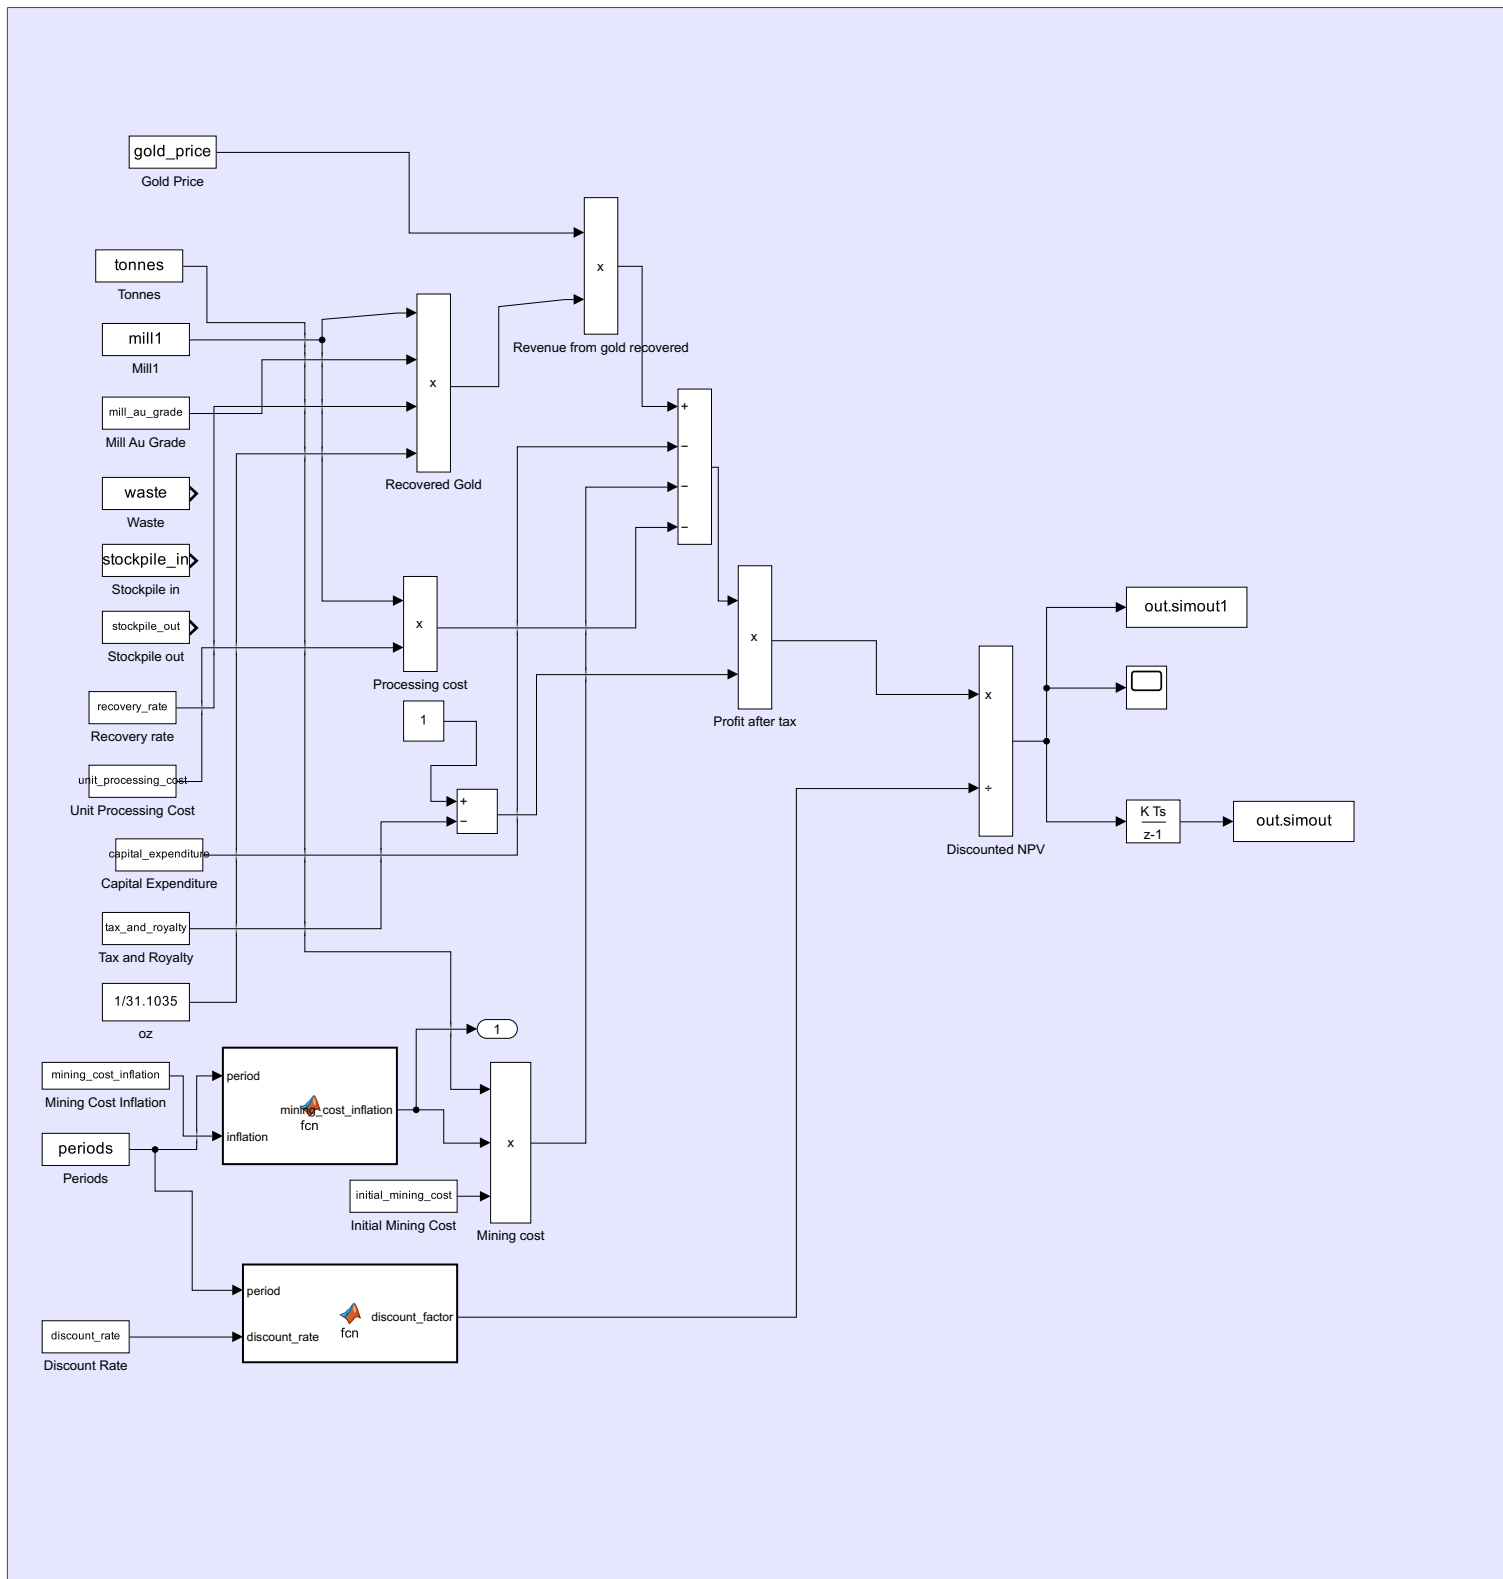 gold_price
Gold Price
x
Revenue from gold recovered
tonnes
Tonnes
mill1
Mill1
x
Recovered Gold
mill_au_grade
Mill Au Grade
+
−
−
−
waste
Waste
stockpile_in
Stockpile in
stockpile_out
Stockpile out
x
Processing cost
x
Profit after tax
out.simout1
recovery_rate
Recovery rate
1
x
÷
Discounted NPV
unit_processing_cost
Unit Processing Cost
+
−
K Ts
z-1
out.simout
capital_expenditure
Capital Expenditure
tax_and_royalty
Tax and Royalty
1/31.1035
oz
1
mining_cost_inflation
Mining Cost Inflation
period
inflation
mining_cost_inflation
fcn
x
Mining cost
periods
Periods
initial_mining_cost
Initial Mining Cost
period
discount_rate
discount_factor
fcn
discount_rate
Discount Rate